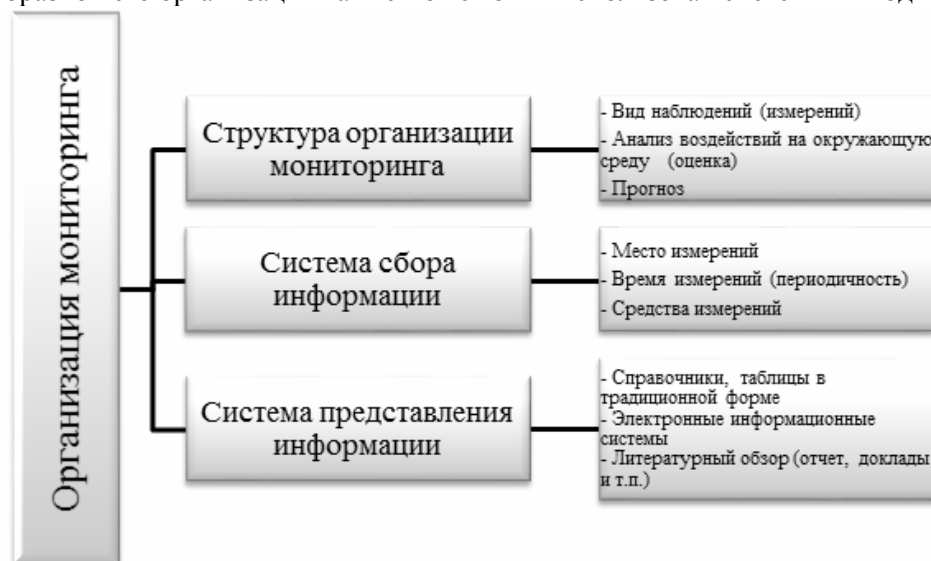 Организация мониторинга
Структура организации
мониторинга
- Вид наблюдений (измерений)
- Анализ воздействий на окружающую
среду (оценка)
- Прогноз
Система сбора
информации
- Место измерений
- Время измерений (периодичность)
- Средства измерений
Система представления
информации
- Справочники, таблицы в
традиционной форме
- Электронные информационные
системы
- Литературный обзор (отчет, доклады
и т.п.)